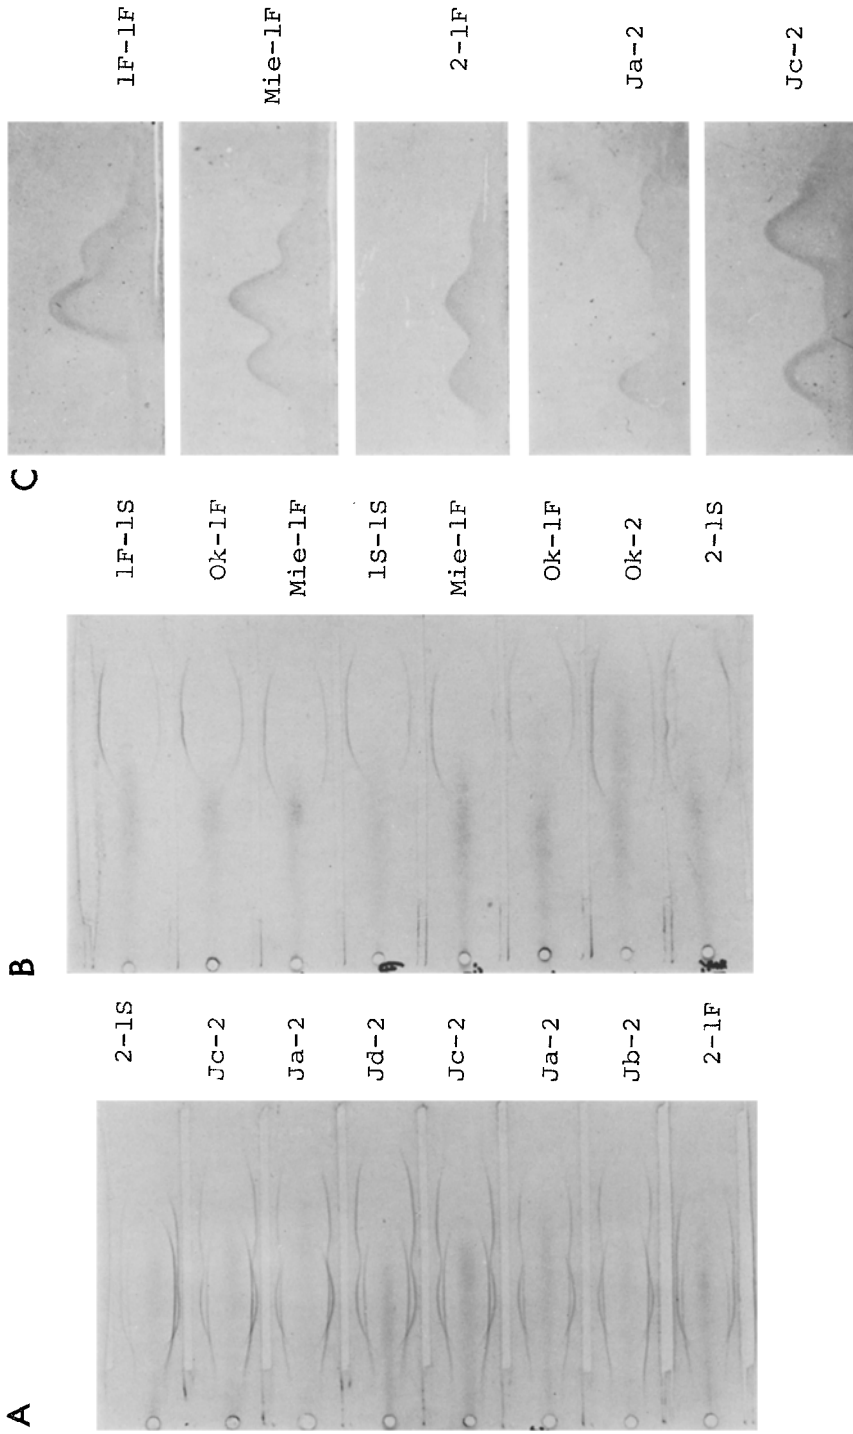 A
2-1S
Jc-2
Ja-2
Jd-2
Jc-2
Ja-2
Jb-2
2-1F
B
1F-1S
Ok-1F
Mie-1F
1S-1S
Mie-1F
Ok-1F
Ok-2
2-1S
C
1F-1F
Mie-1F
2-1F
Ja-2
Jc-2